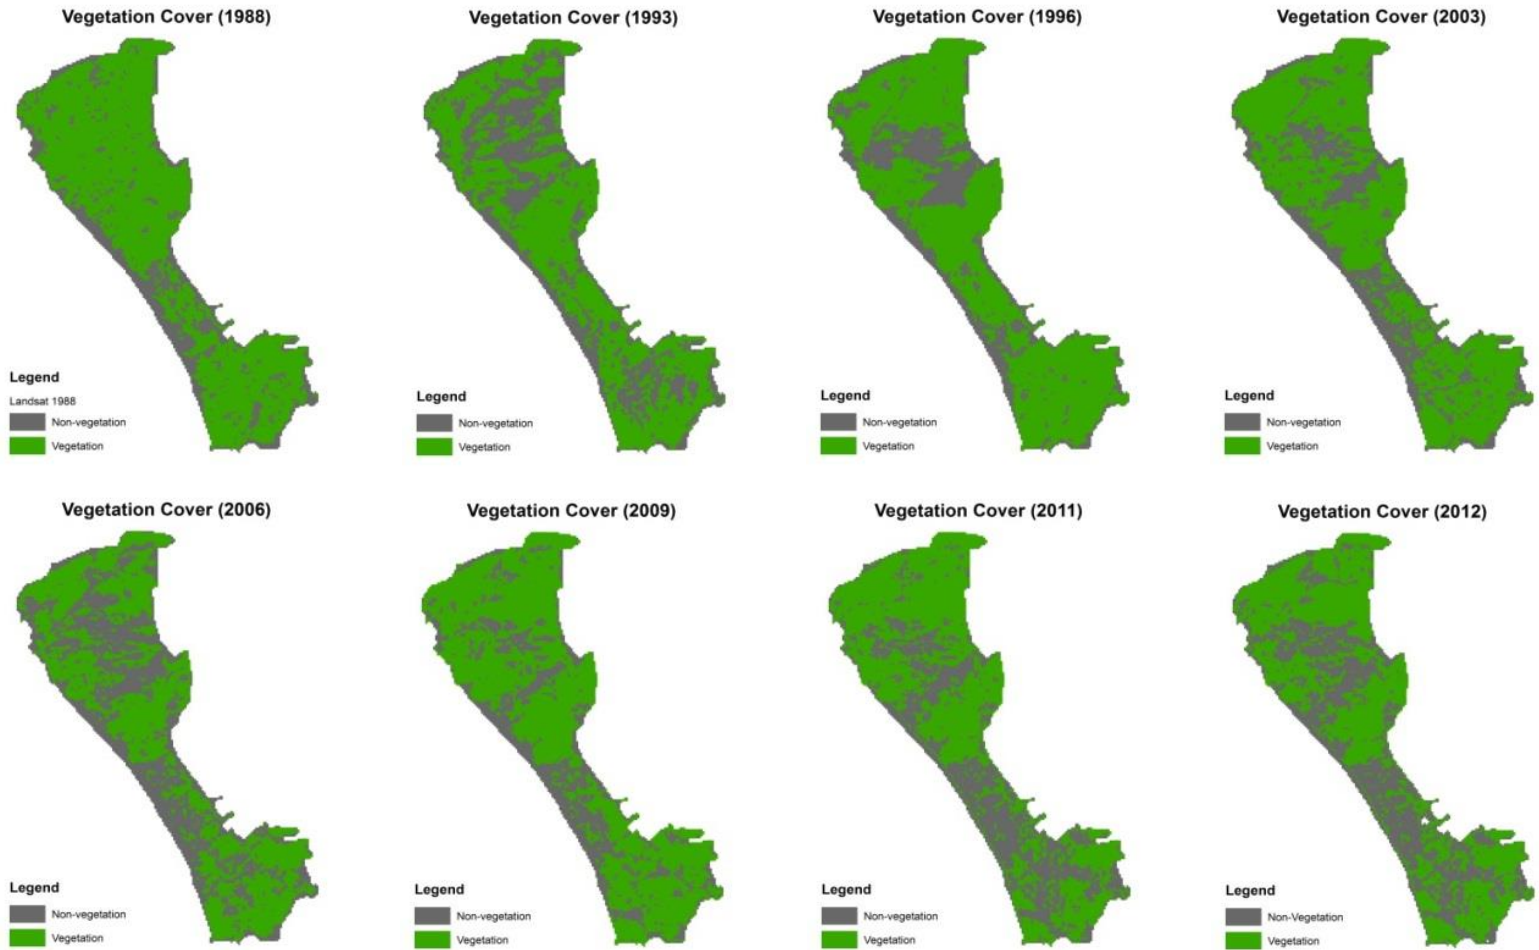 Vegetation Cover (1988)
Legend
Landsat 1988
Non-vegetation
Vegetation
Vegetation Cover (1993)
Legend
Non-vegetation
Vegetation
Vegetation Cover (1996)
Legend
Non-vegetation
Vegetation
Vegetation Cover (2003)
Legend
Non-vegetation
Vegetation
Vegetation Cover (2006)
Legend
Non-vegetation
Vegetation
Vegetation Cover (2009)
Legend
Non-vegetation
Vegetation
Vegetation Cover (2011)
Legend
Non-vegetation
Vegetation
Vegetation Cover (2012)
Legend
Non-Vegetation
Vegetation